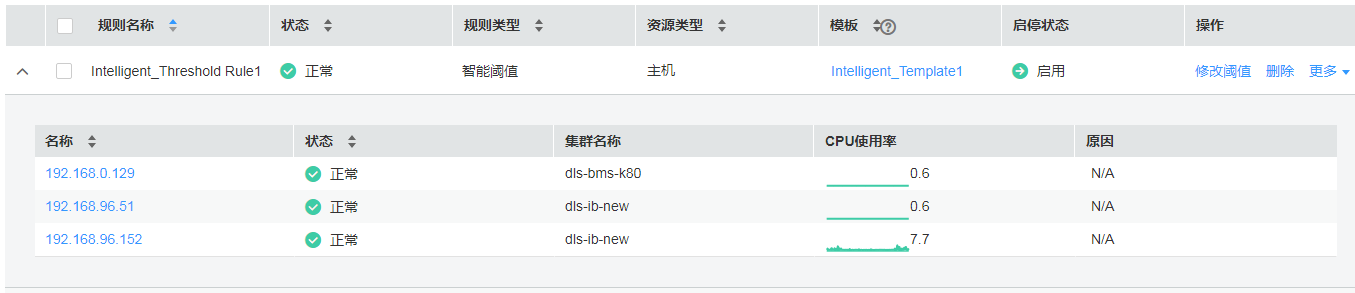 规则名称 状态 规则类型 资源类型 模板 启停状态 操作
Intelligent_Threshold Rule1 正常 智能阈值 主机 Intelligent_Template1 启用 修改阈值 删除 更多
名称 状态 集群名称 CPU使用率 原因
192.168.0.129 正常 dls-bms-k80 0.6 N/A
192.168.96.51 正常 dls-ib-new 0.6 N/A
192.168.96.152 正常 dls-ib-new 7.7 N/A